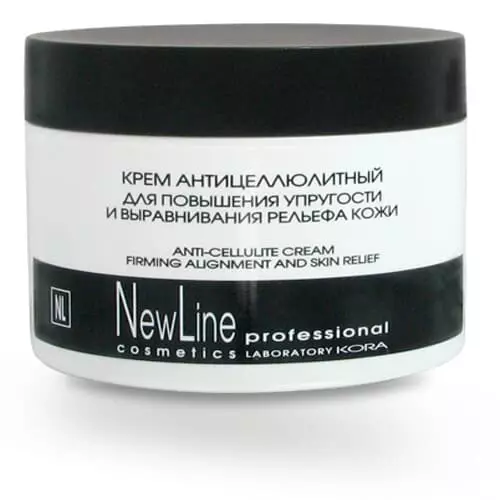 КРЕМ АНТИЦЕЛЛЮЛИТНЫЙ
ДЛЯ ПОВЫШЕНИЯ УПРУГОСТИ
И ВЫРАВНИВАНИЯ РЕЛЬЕФА КОЖИ
ANTI-CELLULITE CREAM
FIRMING ALIGNMENT AND SKIN RELIEF
NL
NewLine professional
cosmetics LABORATORY KORA